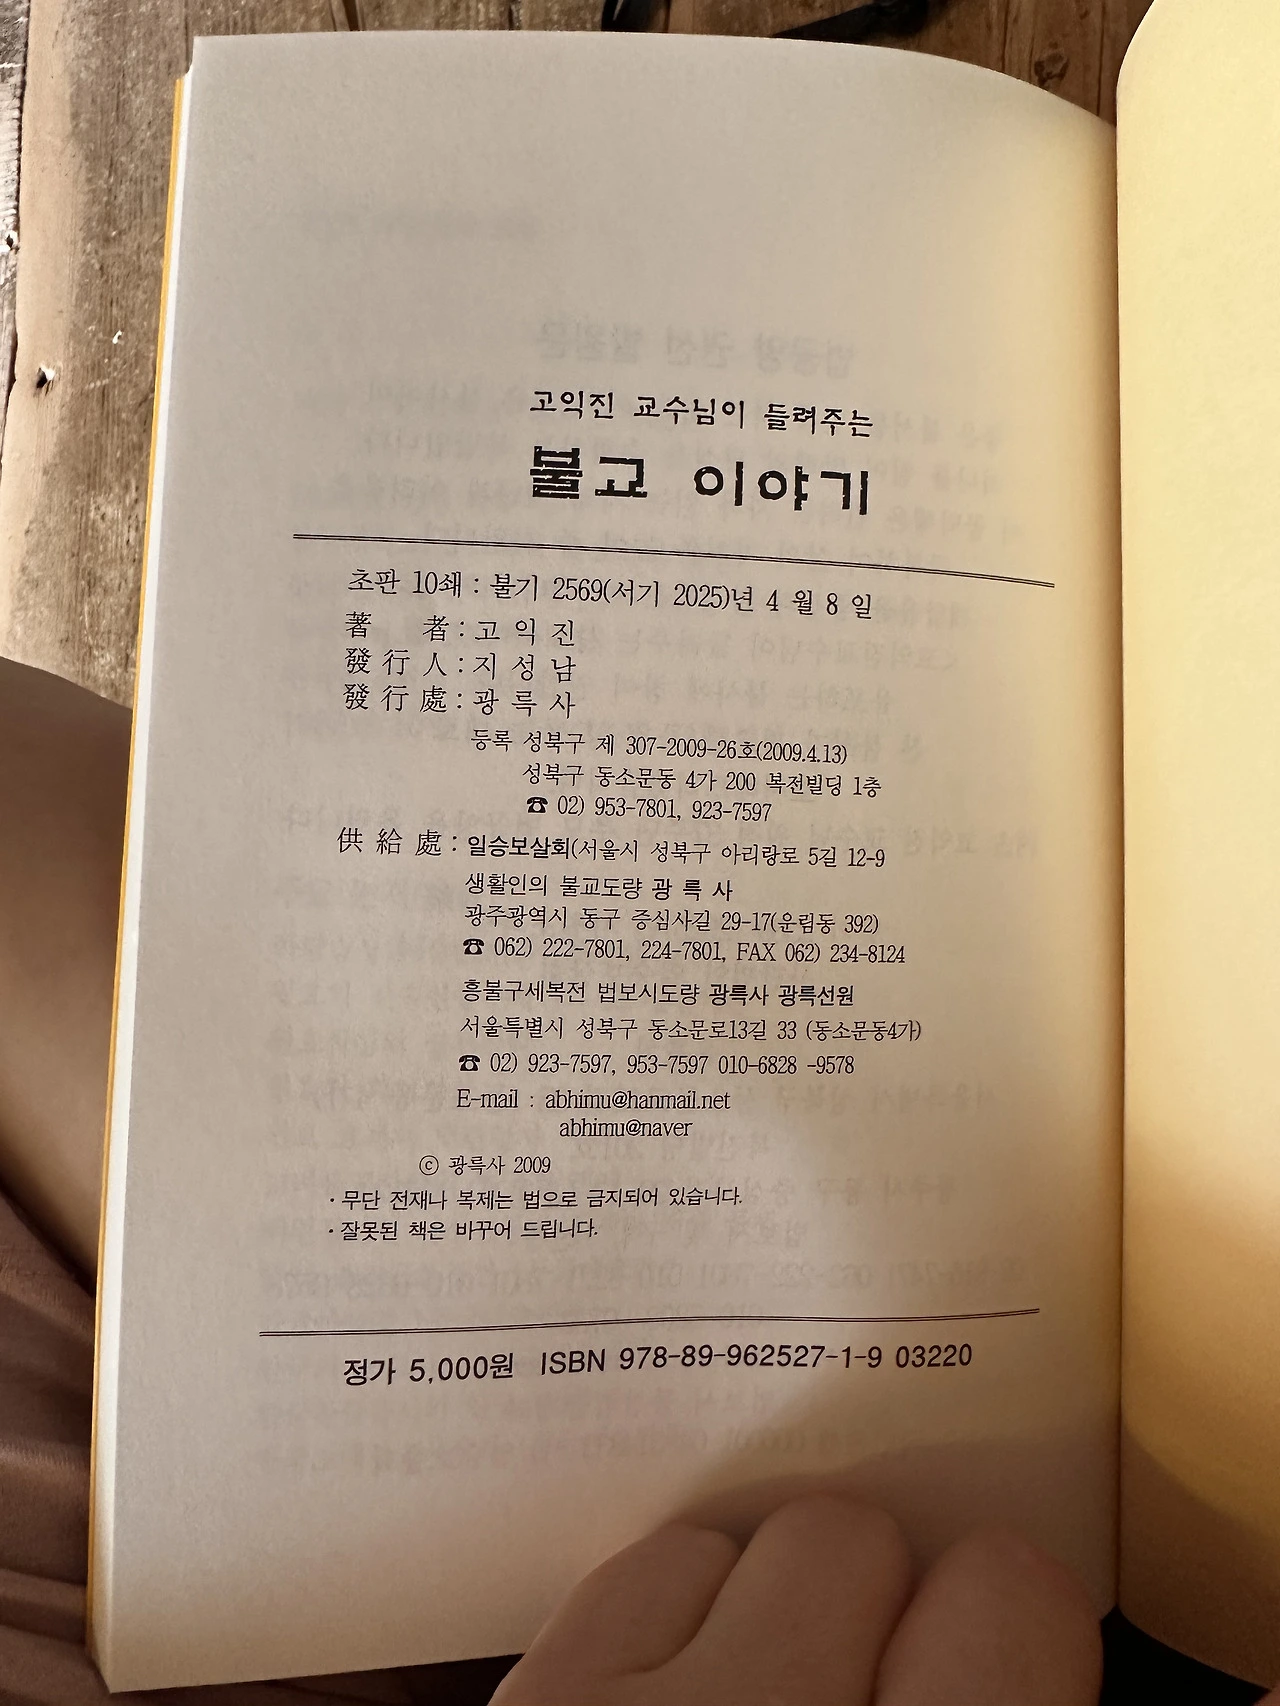 고익진 교수님이 들려주는
불교 이야기
초판 10쇄 : 불기 2569(서기 2025)년 4 월 8 일
著 者 : 고 익 진
發 行 人 : 지 성 남
發 行 處 : 광 륵 사
등록 성북구 제 307-2009-26호(2009.4.13)
성북구 동소문동 4가 200 복전빌딩 1층
☎ 02) 953-7801, 923-7597
供 給 處 : 일승보살회(서울시 성북구 아리랑로 5길 12-9
생활인의 불교도량 광 륵 사
광주광역시 동구 증심사길 29-17(운림동 392)
☎ 062) 222-7801, 224-7801, FAX 062) 234-8124
흥불구세복전 법보시도량 광륵사 광륵선원
서울특별시 성북구 동소문로13길 33 (동소문동4가)
☎ 02) 923-7597, 953-7597 010-6828 -9578
E-mail : abhimu@hanmail.net
abhimu@naver
ⓒ 광륵사 2009
· 무단 전재나 복제는 법으로 금지되어 있습니다.
· 잘못된 책은 바꾸어 드립니다.
정가 5,000원 ISBN 978-89-962527-1-9 03220